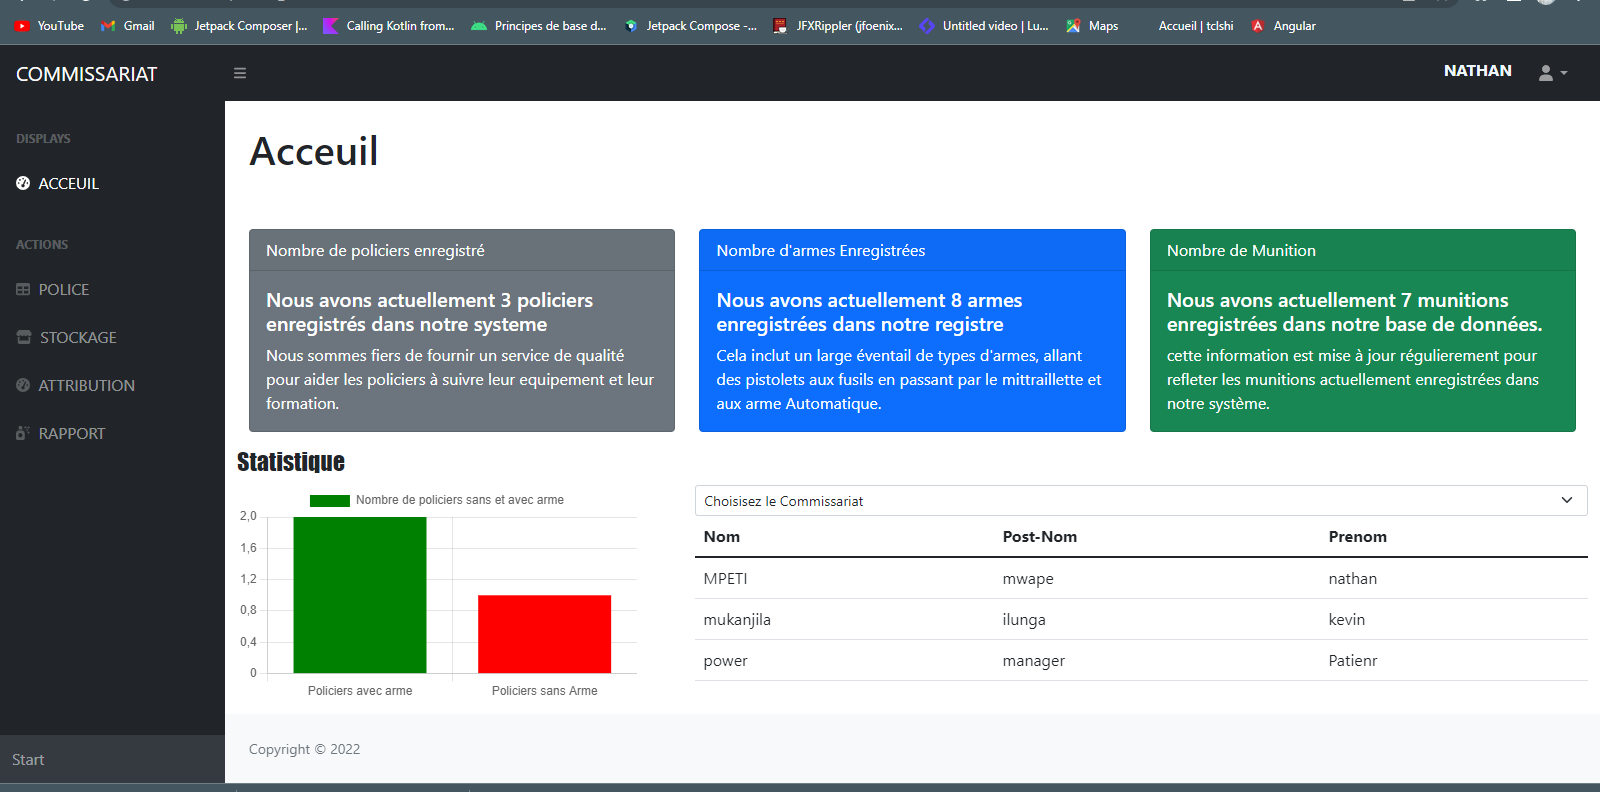 YouTube Gmail Jetpack Composer |... Calling Kotlin from... Principes de base d... Jetpack Compose -... JFXRippler (jfoenix... Untitled video | Lu... Maps Accueil | tclshi Angular
COMMISSARIAT
NATHAN
DISPLAYS
ACCEUIL
ACTIONS
POLICE
STOCKAGE
ATTRIBUTION
RAPPORT
Start
Acceuil
Nombre de policiers enregistré
Nous avons actuellement 3 policiers
enregistrés dans notre systeme
Nous sommes fiers de fournir un service de qualité
pour aider les policiers à suivre leur equipement et leur
formation.
Nombre d'armes Enregistrées
Nous avons actuellement 8 armes
enregistrées dans notre registre
Cela inclut un large éventail de types d'armes, allant
des pistolets aux fusils en passant par le mittraillette et
aux arme Automatique.
Nombre de Munition
Nous avons actuellement 7 munitions
enregistrées dans notre base de données.
cette information est mise à jour régulierement pour
refleter les munitions actuellement enregistrées dans
notre système.
Statistique
Nombre de policiers sans et avec arme
2,0
1,6
1,2
0,8
0,4
0
Policiers avec arme Policiers sans Arme
Choisisez le Commissariat
Nom Post-Nom Prenom
MPETI mwape nathan
mukanjila ilunga kevin
power manager Patienr
Copyright © 2022